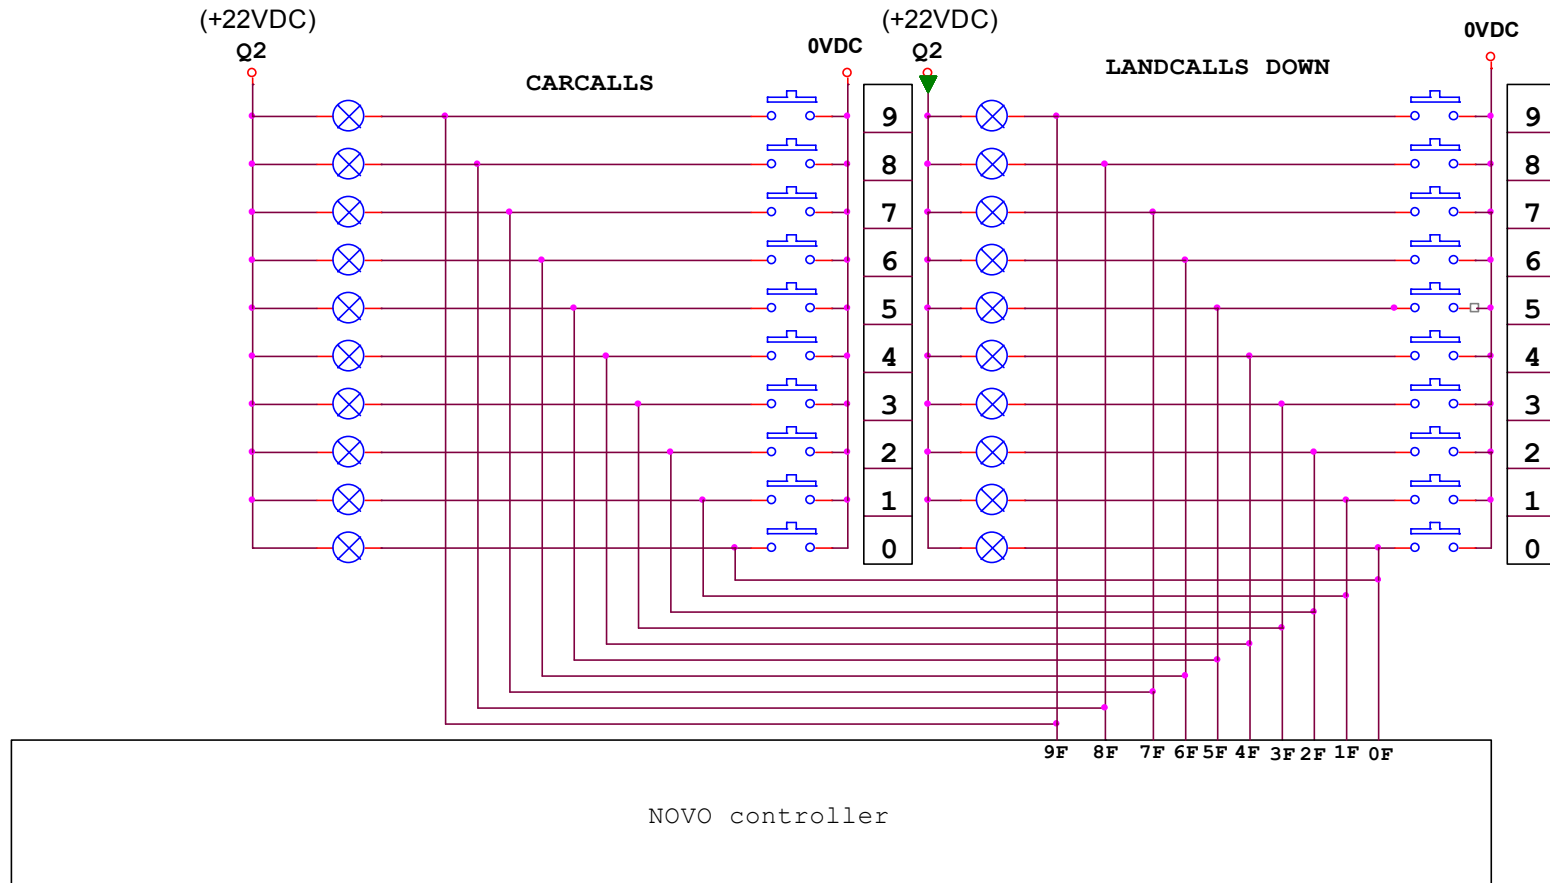 (+22VDC)
Q2
CARCALLS
0VDC
(+22VDC)
Q2
LANDCALLS DOWN
0VDC
9
8
7
6
5
4
3
2
1
0
9
8
7
6
5
4
3
2
1
0
9F 8F 7F 6F 5F 4F 3F 2F 1F 0F
NOVO controller